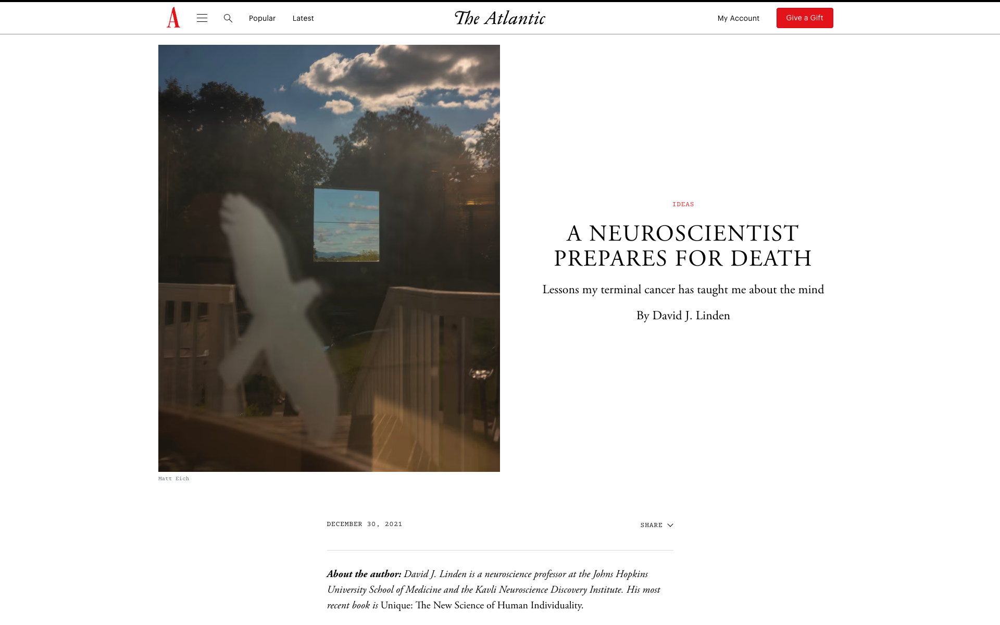 A
Popular
Latest
The Atlantic
My Account
Give a Gift
IDEAS
A NEUROSCIENTIST
PREPARES FOR DEATH
Lessons my terminal cancer has taught me about the mind
By David J. Linden
Matt Eich
DECEMBER 30, 2021
SHARE
About the author: David J. Linden is a neuroscience professor at the Johns Hopkins
University School of Medicine and the Kavli Neuroscience Discovery Institute. His most
recent book is Unique: The New Science of Human Individuality.